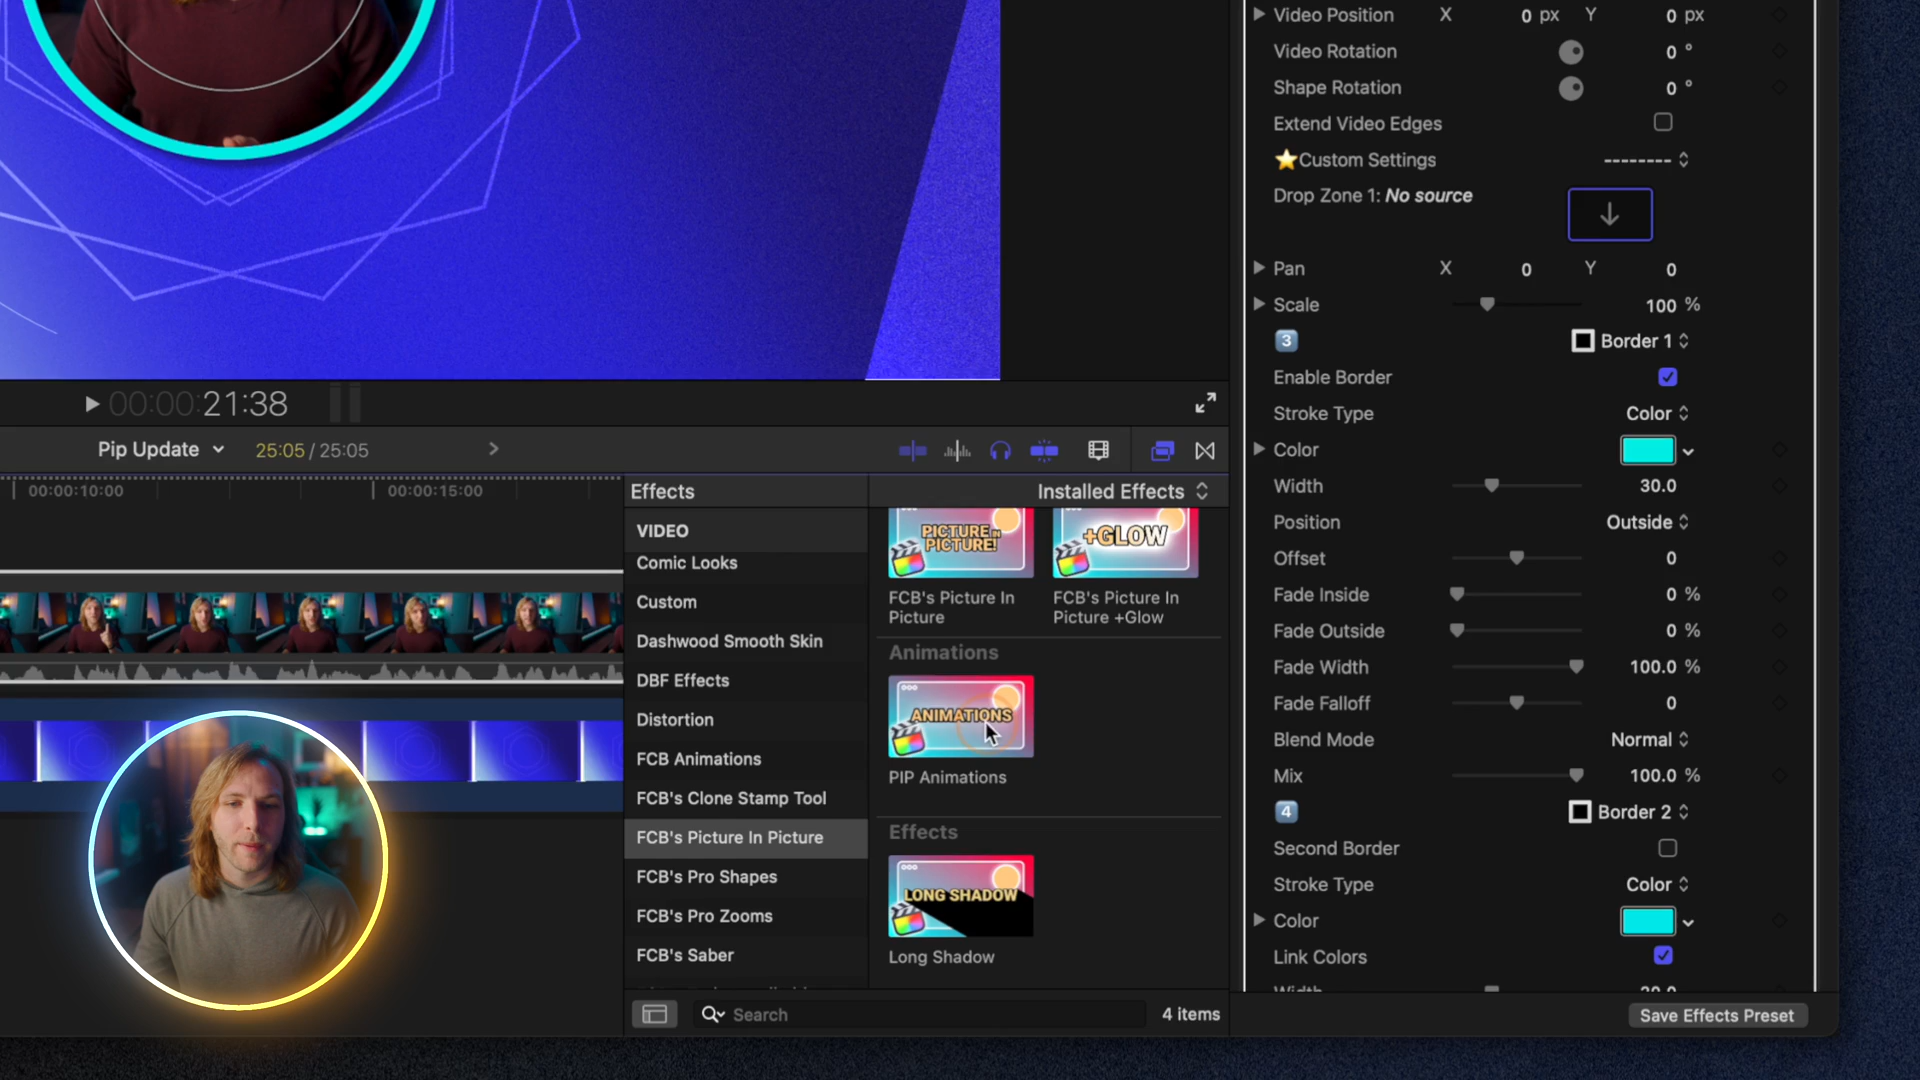 Video Position X 0 px Y 0 px
Video Rotation 0 °
Shape Rotation 0 °
Extend Video Edges
⭐Custom Settings --------
Drop Zone 1: No source
Pan X 0 Y 0
Scale 100 %
3 Border 1
Enable Border
Stroke Type Color
Color
Width 30.0
Position Outside
Offset 0
Fade Inside 0 %
Fade Outside 0 %
Fade Width 100.0 %
Fade Falloff 0
Blend Mode Normal
Mix 100.0 %
4 Border 2
Second Border
Stroke Type Color
Color
Link Colors
Save Effects Preset
00:00:21:38
Pip Update 25:05 / 25:05
00:00:10:00 00:00:15:00
Effects Installed Effects
VIDEO
Comic Looks
Custom
Dashwood Smooth Skin
DBF Effects
Distortion
FCB Animations
FCB's Clone Stamp Tool
FCB's Picture In Picture
FCB's Pro Shapes
FCB's Pro Zooms
FCB's Saber
PICTURE IN
PICTURE!
+GLOW
FCB's Picture In
Picture
FCB's Picture In
Picture +Glow
Animations
ANIMATIONS
PIP Animations
Effects
LONG SHADOW
Long Shadow
Search 4 items